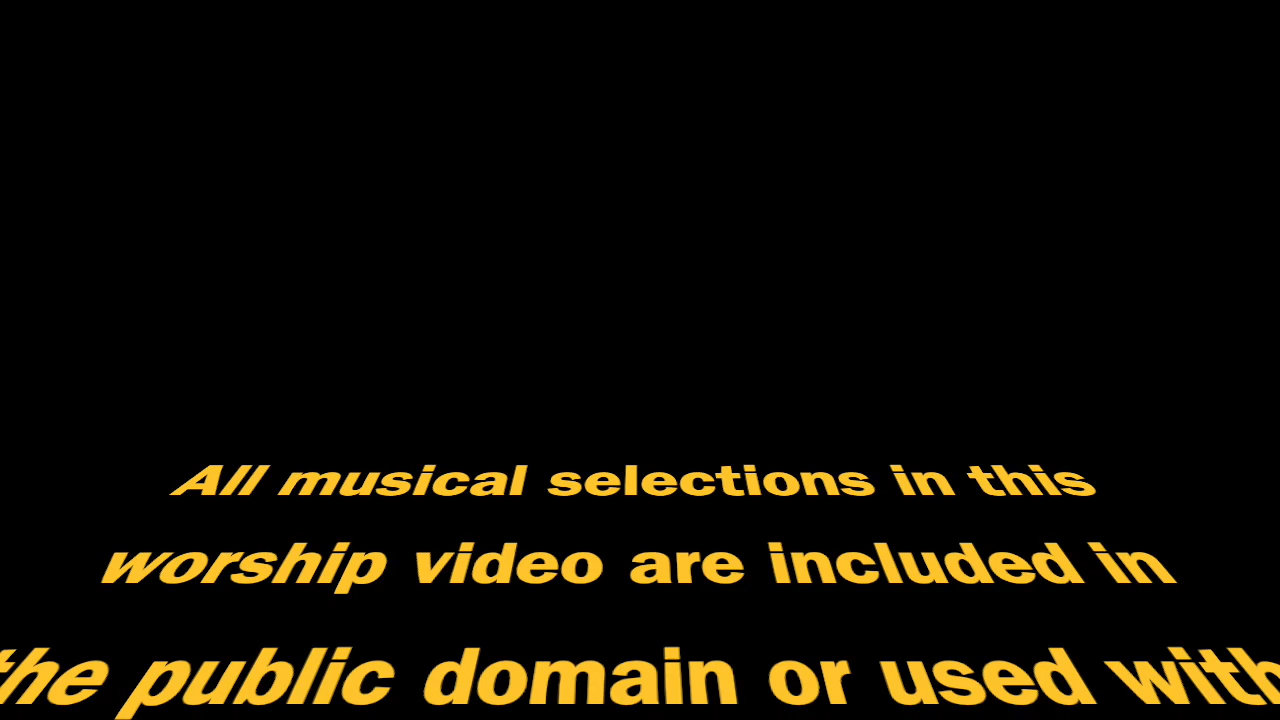 All musical selections in this
worship video are included in
the public domain or used with